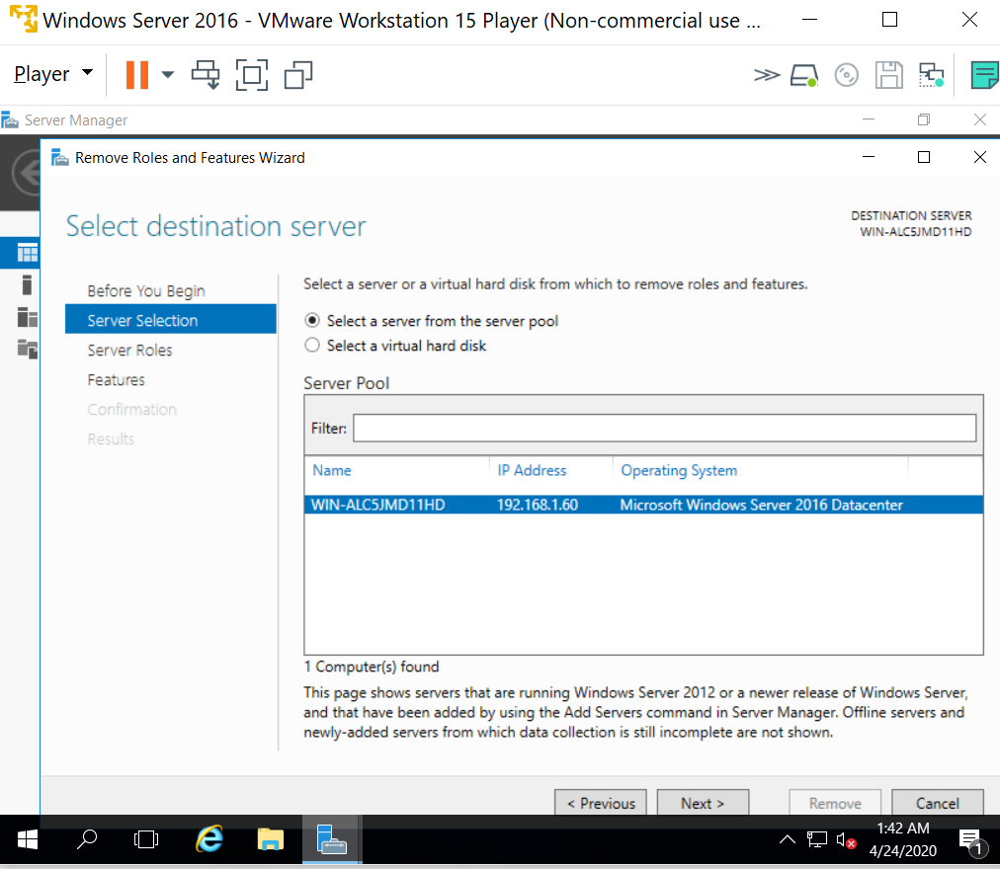 Windows Server 2016 - VMware Workstation 15 Player (Non-commercial use ...
Player
Server Manager
Remove Roles and Features Wizard
Select destination server
DESTINATION SERVER
WIN-ALC5JMD11HD
Before You Begin
Server Selection
Server Roles
Features
Confirmation
Results
Select a server or a virtual hard disk from which to remove roles and features.
Select a server from the server pool
Select a virtual hard disk
Server Pool
Filter:
Name IP Address Operating System
WIN-ALC5JMD11HD 192.168.1.60 Microsoft Windows Server 2016 Datacenter
1 Computer(s) found
This page shows servers that are running Windows Server 2012 or a newer release of Windows Server,
and that have been added by using the Add Servers command in Server Manager. Offline servers and
newly-added servers from which data collection is still incomplete are not shown.
< Previous Next > Remove Cancel
1:42 AM
4/24/2020
1